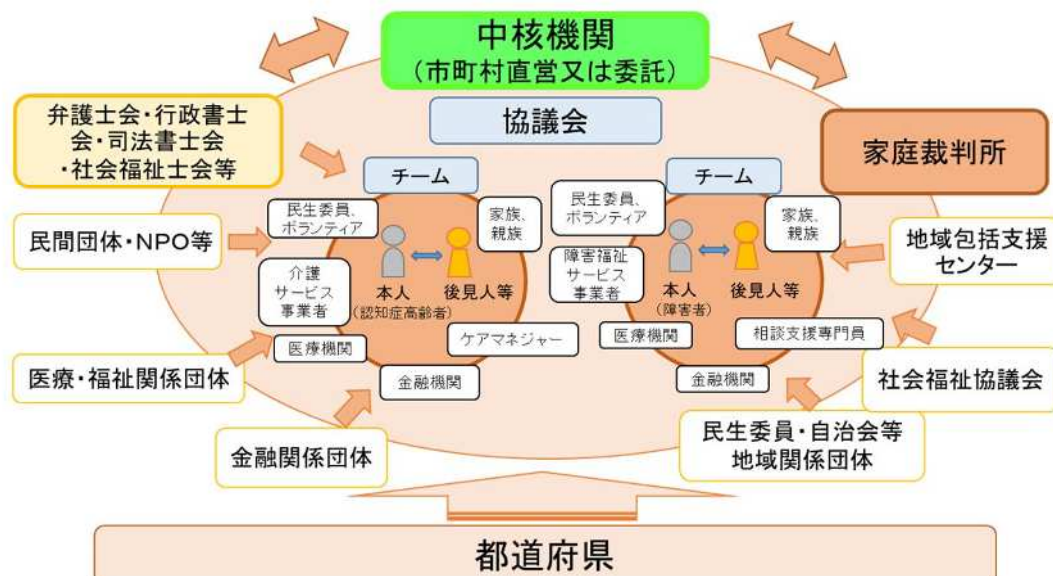 中核機関
（市町村直営又は委託）
協議会
弁護士会・行政書士
会・司法書士会
・社会福祉士会等
家庭裁判所
チーム
民生委員、
ボランティア
家族、
親族
介護
サービス
事業者
本人
（認知症高齢者）
後見人等
医療機関
ケアマネジャー
金融機関
チーム
民生委員、
ボランティア
家族、
親族
障害福祉
サービス
事業者
本人
（障害者）
後見人等
医療機関
相談支援専門員
金融機関
民間団体・NPO等
地域包括支援
センター
医療・福祉関係団体
社会福祉協議会
金融関係団体
民生委員・自治会等
地域関係団体
都道府県